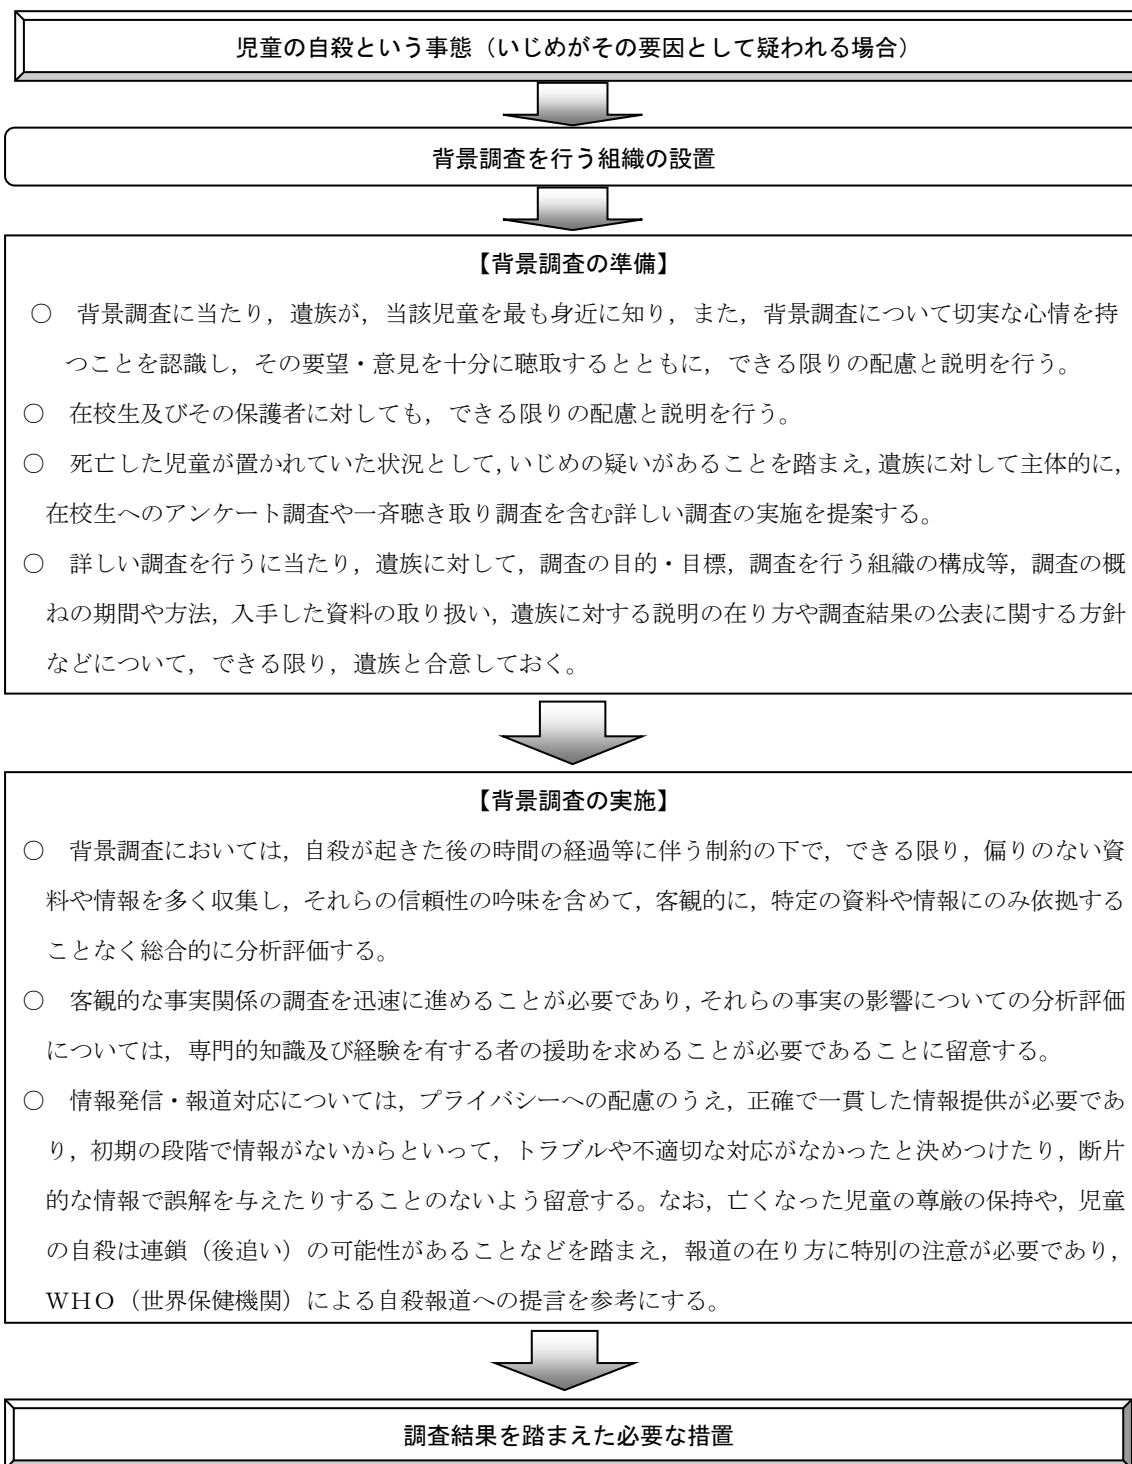 児童の自殺という事態（いじめがその要因として疑われる場合）
背景調査を行う組織の設置
【背景調査の準備】
○　背景調査に当たり，遺族が，当該児童を最も身近に知り，また，背景調査について切実な心情を持
つことを認識し，その要望・意見を十分に聴取するとともに，できる限りの配慮と説明を行う。
○　在校生及びその保護者に対しても，できる限りの配慮と説明を行う。
○　死亡した児童が置かれていた状況として，いじめの疑いがあることを踏まえ，遺族に対して主体的に，
在校生へのアンケート調査や一斉聴き取り調査を含む詳しい調査の実施を提案する。
○　詳しい調査を行うに当たり，遺族に対して，調査の目的・目標，調査を行う組織の構成等，調査の概
ねの期間や方法，入手した資料の取り扱い，遺族に対する説明の在り方や調査結果の公表に関する方針
などについて，できる限り，遺族と合意しておく。
【背景調査の実施】
○　背景調査においては，自殺が起きた後の時間の経過等に伴う制約の下で，できる限り，偏りのない資
料や情報を多く収集し，それらの信頼性の吟味を含めて，客観的に，特定の資料や情報にのみ依拠する
ことなく総合的に分析評価する。
○　客観的な事実関係の調査を迅速に進めることが必要であり，それらの事実の影響についての分析評価
については，専門的知識及び経験を有する者の援助を求めることが必要であることに留意する。
○　情報発信・報道対応については，プライバシーへの配慮のうえ，正確で一貫した情報提供が必要であ
り，初期の段階で情報がないからといって，トラブルや不適切な対応がなかったと決めつけたり，断片
的な情報で誤解を与えたりすることのないよう留意する。なお，亡くなった児童の尊厳の保持や，児童
の自殺は連鎖（後追い）の可能性があることなどを踏まえ，報道の在り方に特別の注意が必要であり，
ＷＨＯ（世界保健機関）による自殺報道への提言を参考にする。
調査結果を踏まえた必要な措置